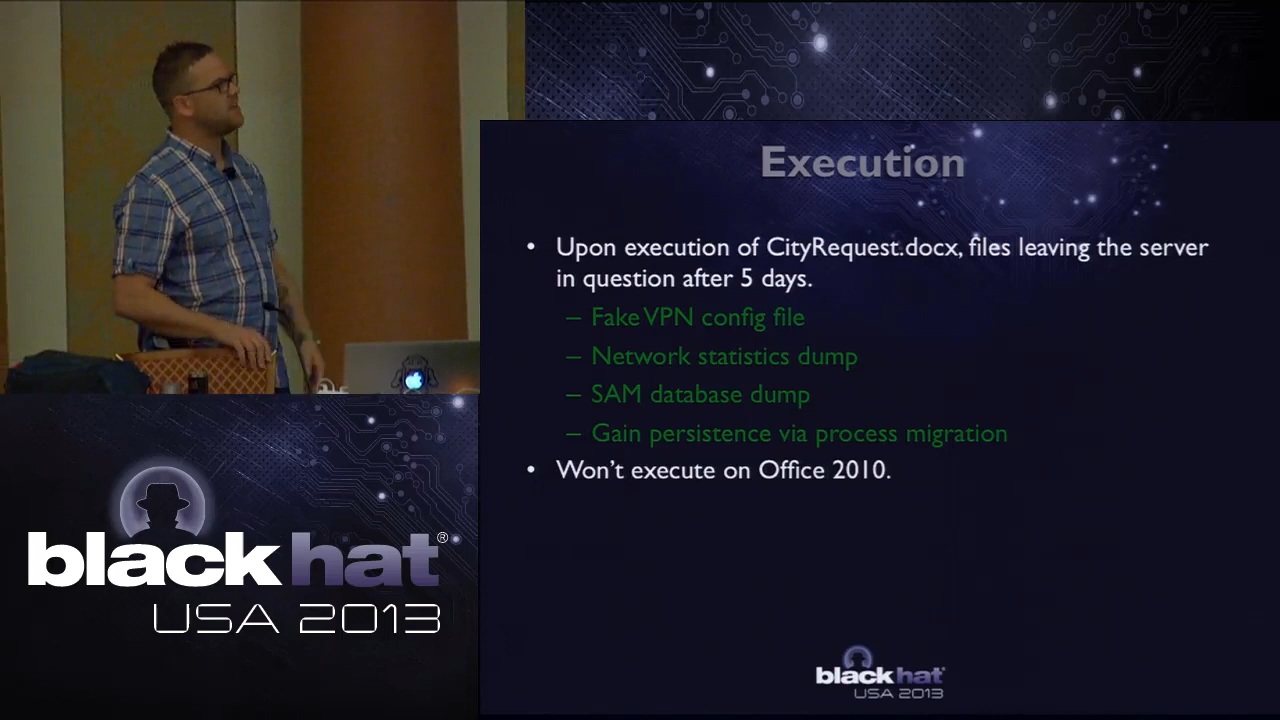 Execution
• Upon execution of CityRequest.docx, files leaving the server
in question after 5 days.
– Fake VPN config file
– Network statistics dump
– SAM database dump
– Gain persistence via process migration
• Won't execute on Office 2010.
black hat®
USA 2013
black hat
USA 2013